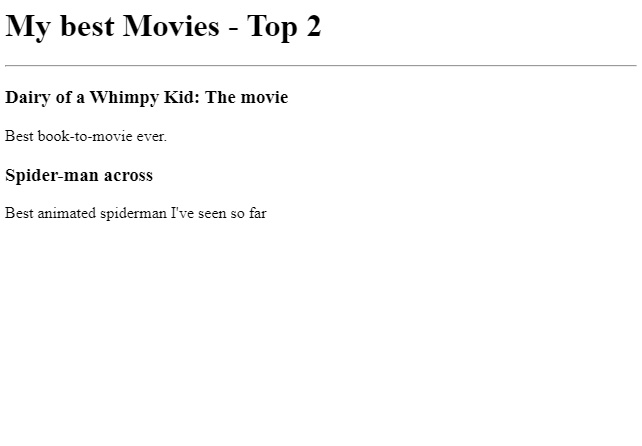 My best Movies - Top 2
Dairy of a Whimpy Kid: The movie
Best book-to-movie ever.
Spider-man across
Best animated spiderman I've seen so far